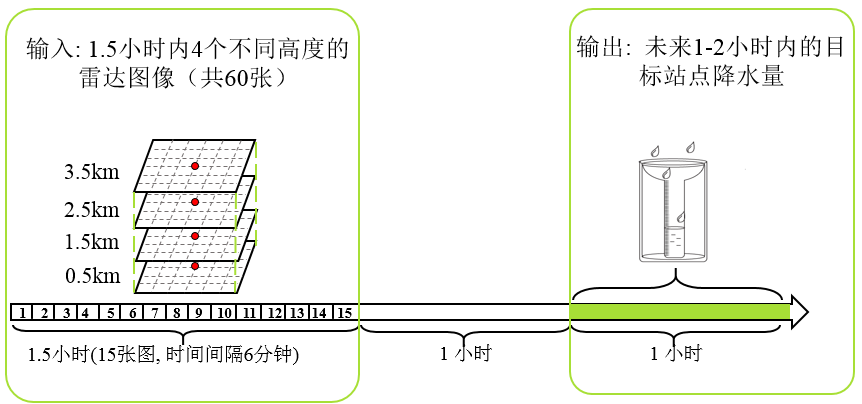 输入: 1.5小时内4个不同高度的
雷达图像（共60张）
输出:  未来1-2小时内的目
标站点降水量
3.5km
2.5km
1.5km
0.5km
1 2 3 4 5 6 7 8 9 10 11 12 13 14 15
1.5小时(15张图, 时间间隔6分钟)
1 小时
1 小时